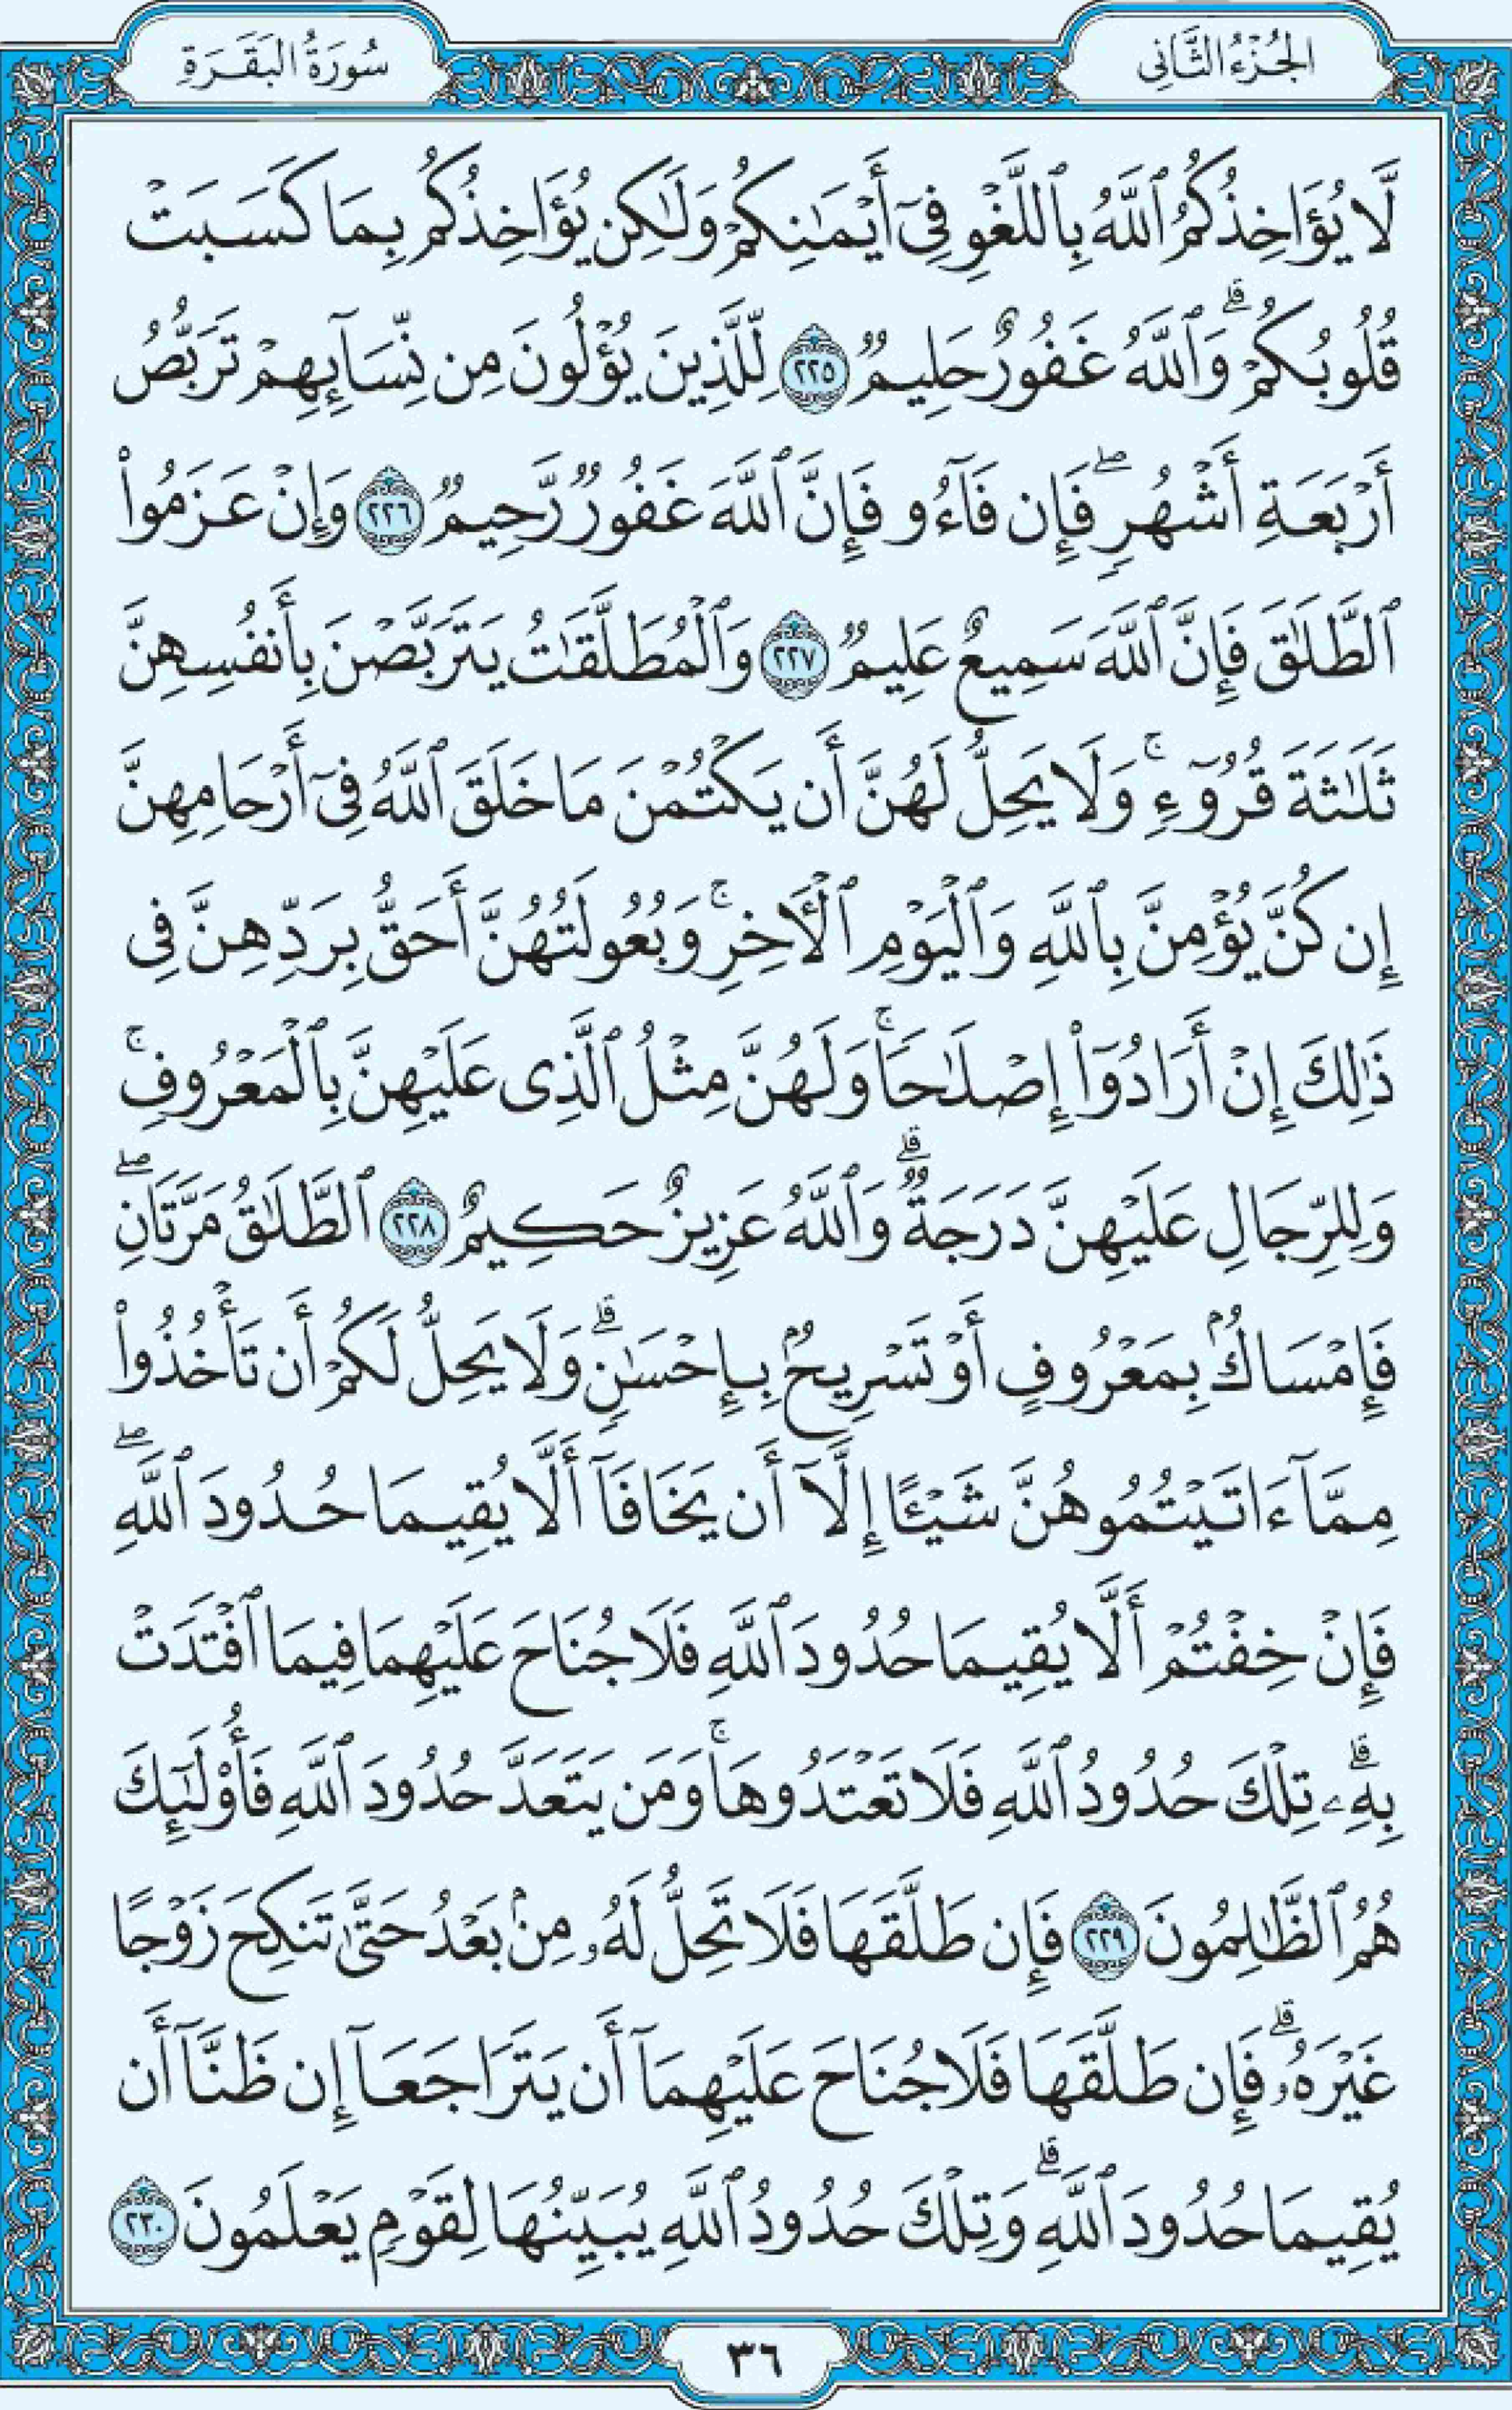 الجُزْءُ الثَّانِى
سُورَةُ البَقَرَةِ
لَّا يُؤَاخِذُكُمُ ٱللَّهُ بِٱللَّغْوِ فِىٓ أَيْمَٰنِكُمْ وَلَٰكِن يُؤَاخِذُكُم بِمَا كَسَبَتْ
قُلُوبُكُمْ ۗ وَٱللَّهُ غَفُورٌ حَلِيمٌ ٢٢٥ لِّلَّذِينَ يُؤْلُونَ مِن نِّسَآئِهِمْ تَرَبُّصُ
أَرْبَعَةِ أَشْهُرٍ ۖ فَإِن فَآءُو فَإِنَّ ٱللَّهَ غَفُورٌ رَّحِيمٌ ٢٢٦ وَإِنْ عَزَمُوا۟
ٱلطَّلَٰقَ فَإِنَّ ٱللَّهَ سَمِيعٌ عَلِيمٌ ٢٢٧ وَٱلْمُطَلَّقَٰتُ يَتَرَبَّصْنَ بِأَنفُسِهِنَّ
ثَلَٰثَةَ قُرُوٓءٍ ۚ وَلَا يَحِلُّ لَهُنَّ أَن يَكْتُمْنَ مَا خَلَقَ ٱللَّهُ فِىٓ أَرْحَامِهِنَّ
إِن كُنَّ يُؤْمِنَّ بِٱللَّهِ وَٱلْيَوْمِ ٱلْـَٔاخِرِ ۚ وَبُعُولَتُهُنَّ أَحَقُّ بِرَدِّهِنَّ فِى
ذَٰلِكَ إِنْ أَرَادُوٓا۟ إِصْلَٰحًا ۚ وَلَهُنَّ مِثْلُ ٱلَّذِى عَلَيْهِنَّ بِٱلْمَعْرُوفِ ۚ
وَلِلرِّجَالِ عَلَيْهِنَّ دَرَجَةٌ ۗ وَٱللَّهُ عَزِيزٌ حَكِيمٌ ٢٢٨ ٱلطَّلَٰقُ مَرَّتَانِ ۖ
فَإِمْسَاكٌۢ بِمَعْرُوفٍ أَوْ تَسْرِيحٌۢ بِإِحْسَٰنٍ ۗ وَلَا يَحِلُّ لَكُمْ أَن تَأْخُذُوا۟
مِمَّآ ءَاتَيْتُمُوهُنَّ شَيْـًٔا إِلَّآ أَن يَخَافَآ أَلَّا يُقِيمَا حُدُودَ ٱللَّهِ ۖ
فَإِنْ خِفْتُمْ أَلَّا يُقِيمَا حُدُودَ ٱللَّهِ فَلَا جُنَاحَ عَلَيْهِمَا فِيمَا ٱفْتَدَتْ
بِهِۦ ۗ تِلْكَ حُدُودُ ٱللَّهِ فَلَا تَعْتَدُوهَا ۚ وَمَن يَتَعَدَّ حُدُودَ ٱللَّهِ فَأُو۟لَٰٓئِكَ
هُمُ ٱلظَّٰلِمُونَ ٢٢٩ فَإِن طَلَّقَهَا فَلَا تَحِلُّ لَهُۥ مِنۢ بَعْدُ حَتَّىٰ تَنكِحَ زَوْجًا
غَيْرَهُۥ ۗ فَإِن طَلَّقَهَا فَلَا جُنَاحَ عَلَيْهِمَآ أَن يَتَرَاجَعَآ إِن ظَنَّآ أَن
يُقِيمَا حُدُودَ ٱللَّهِ ۗ وَتِلْكَ حُدُودُ ٱللَّهِ يُبَيِّنُهَا لِقَوْمٍ يَعْلَمُونَ ٢٣٠
٣٦